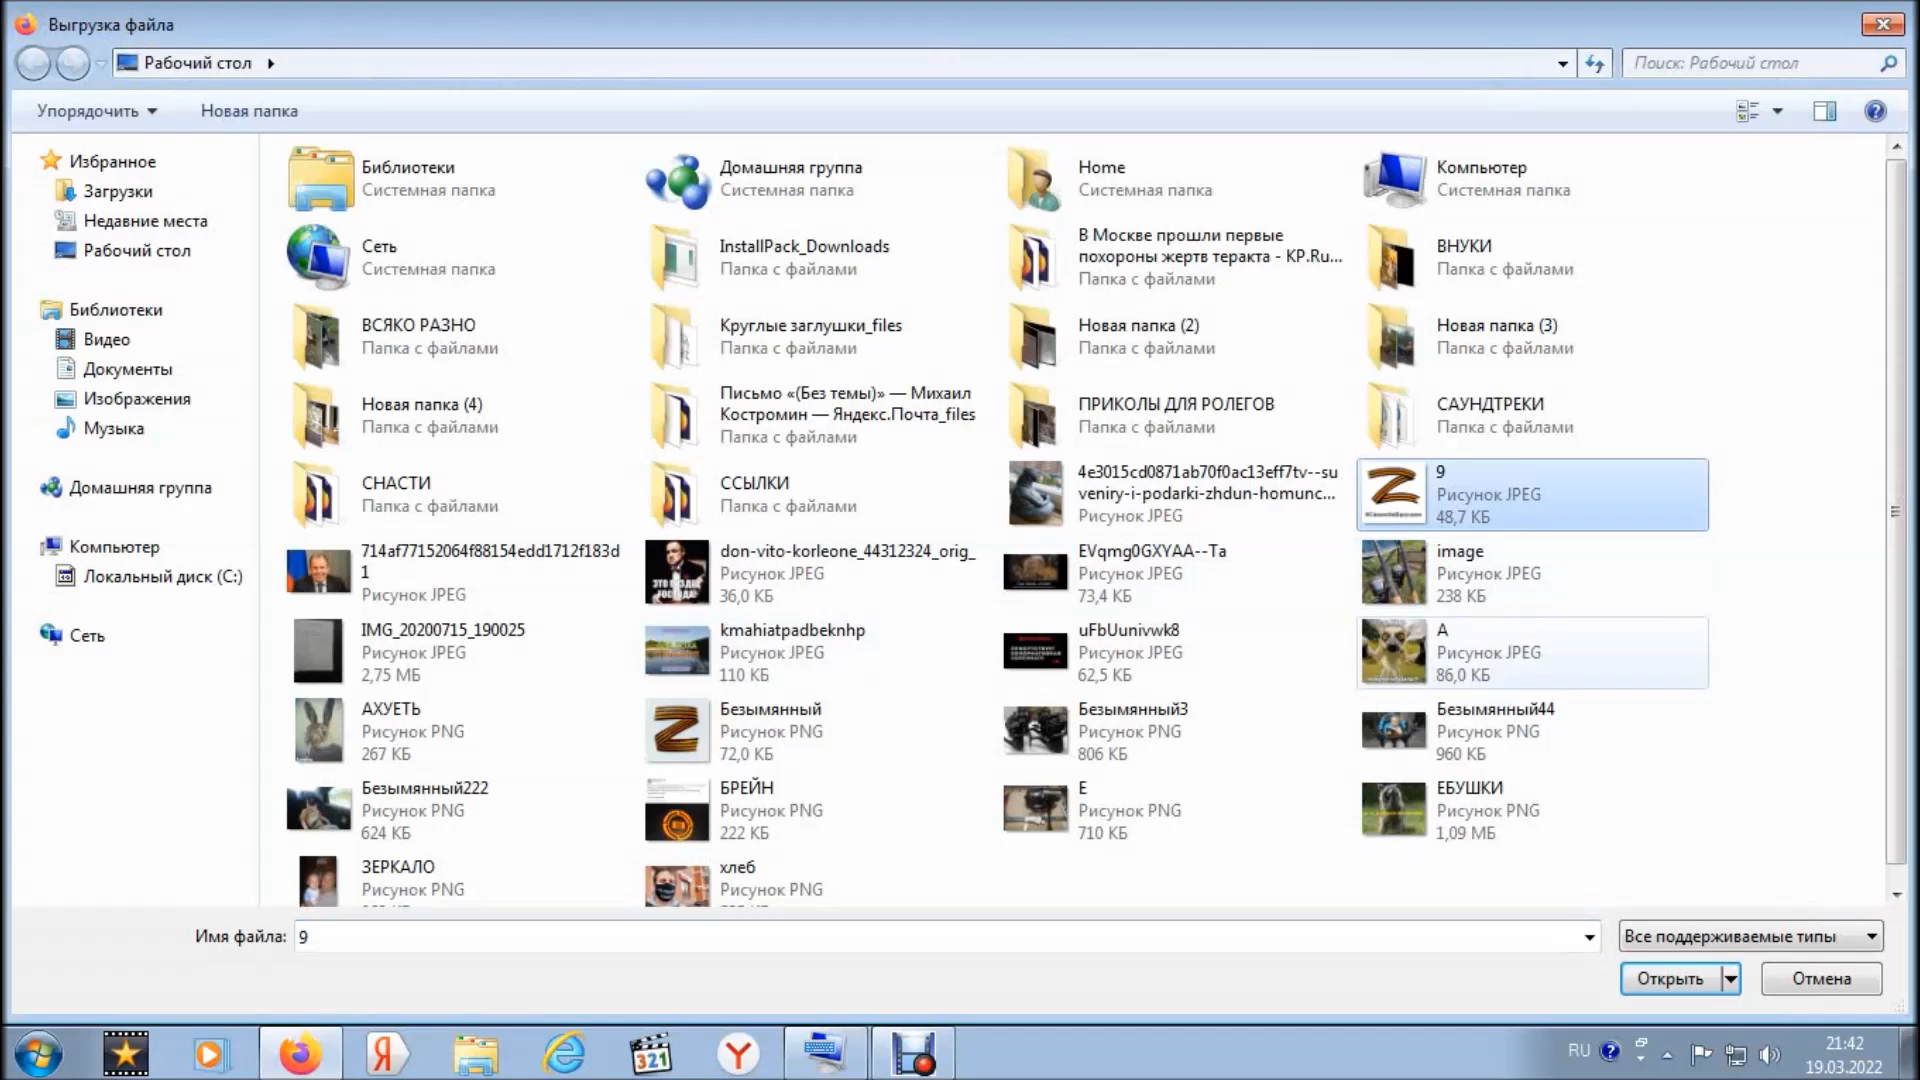 Выгрузка файла
Рабочий стол
Поиск: Рабочий стол
Упорядочить
Новая папка
Избранное
Загрузки
Недавние места
Рабочий стол
Библиотеки
Видео
Документы
Изображения
Музыка
Домашняя группа
Компьютер
Локальный диск (C:)
Сеть
Библиотеки
Системная папка
Домашняя группа
Системная папка
Home
Системная папка
Компьютер
Системная папка
Сеть
Системная папка
InstallPack_Downloads
Папка с файлами
В Москве прошли первые
похороны жертв теракта - KP.Ru...
Папка с файлами
ВНУКИ
Папка с файлами
ВСЯКО РАЗНО
Папка с файлами
Круглые заглушки_files
Папка с файлами
Новая папка (2)
Папка с файлами
Новая папка (3)
Папка с файлами
Новая папка (4)
Папка с файлами
Письмо «(Без темы)» — Михаил
Костромин — Яндекс.Почта_files
Папка с файлами
ПРИКОЛЫ ДЛЯ РОЛЕГОВ
Папка с файлами
САУНДТРЕКИ
Папка с файлами
СНАСТИ
Папка с файлами
ССЫЛКИ
Папка с файлами
4e3015cd0871ab70f0ac13eff7tv--su
veniry-i-podarki-zhdun-homunc...
Рисунок JPEG
9
Рисунок JPEG
48,7 КБ
714af77152064f88154edd1712f183d
1
Рисунок JPEG
don-vito-korleone_44312324_orig_
Рисунок JPEG
36,0 КБ
EVqmg0GXYAA--Ta
Рисунок JPEG
73,4 КБ
image
Рисунок JPEG
238 КБ
IMG_20200715_190025
Рисунок JPEG
2,75 МБ
kmahiatpadbeknhp
Рисунок JPEG
110 КБ
uFbUunivwk8
Рисунок JPEG
62,5 КБ
А
Рисунок JPEG
86,0 КБ
АХУЕТЬ
Рисунок PNG
267 КБ
Безымянный
Рисунок PNG
72,0 КБ
Безымянный3
Рисунок PNG
806 КБ
Безымянный44
Рисунок PNG
960 КБ
Безымянный222
Рисунок PNG
624 КБ
БРЕЙН
Рисунок PNG
222 КБ
Е
Рисунок PNG
710 КБ
ЕБУШКИ
Рисунок PNG
1,09 МБ
ЗЕРКАЛО
Рисунок PNG
хлеб
Рисунок PNG
Имя файла: 9
Все поддерживаемые типы
Открыть
Отмена
321
RU
21:42
19.03.2022